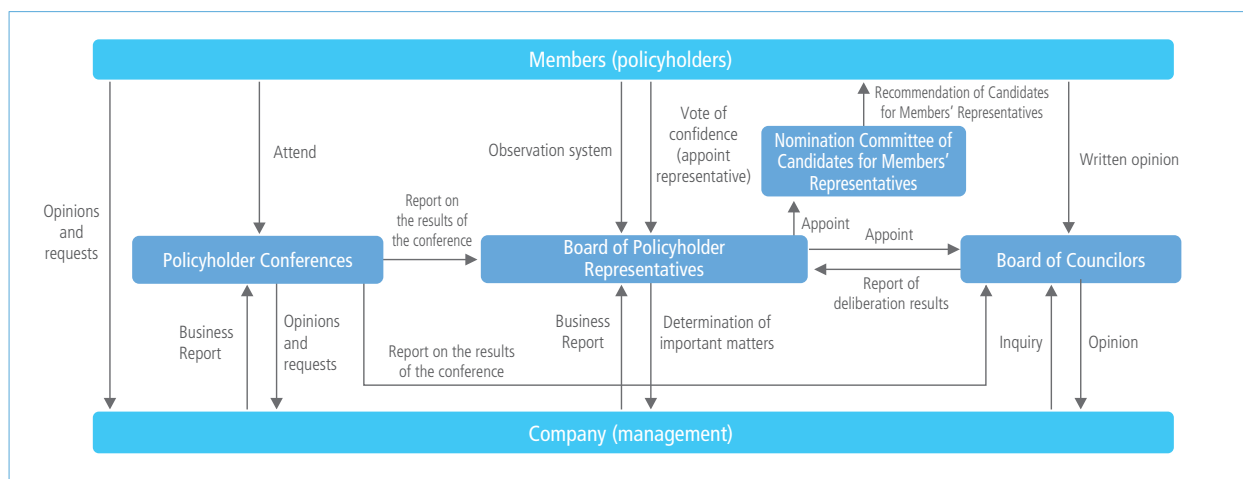 Members (policyholders)
Recommendation of Candidates
for Members’ Representatives
Vote of
confidence
(appoint
representative)
Nomination Committee of
Candidates for Members’
Representatives
Attend
Observation system
Written opinion
Opinions
and
requests
Report on
the results of
the conference
Appoint
Appoint
Policyholder Conferences
Board of Policyholder
Representatives
Board of Councilors
Report of
deliberation results
Business
Report
Opinions
and
requests
Report on the results
of the conference
Business
Report
Determination of
important matters
Inquiry
Opinion
Company (management)